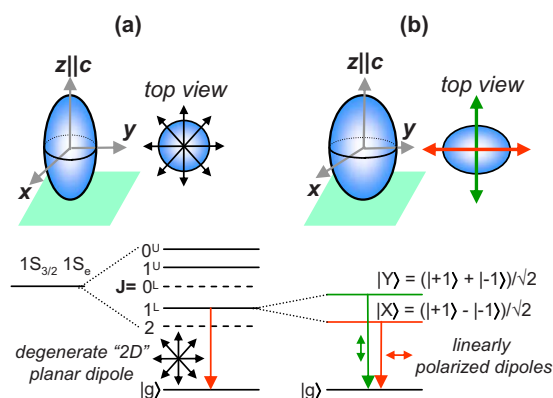 (a)
z||c
top view
y
x
(b)
z||c
top view
y
x
1S3/2 1Se
J=
0U
1U
0L
1L
2
degenerate "2D"
planar dipole
|g⟩
|Y⟩ = (|+1⟩ + |-1⟩)/√2
|X⟩ = (|+1⟩ - |-1⟩)/√2
linearly
polarized dipoles
|g⟩